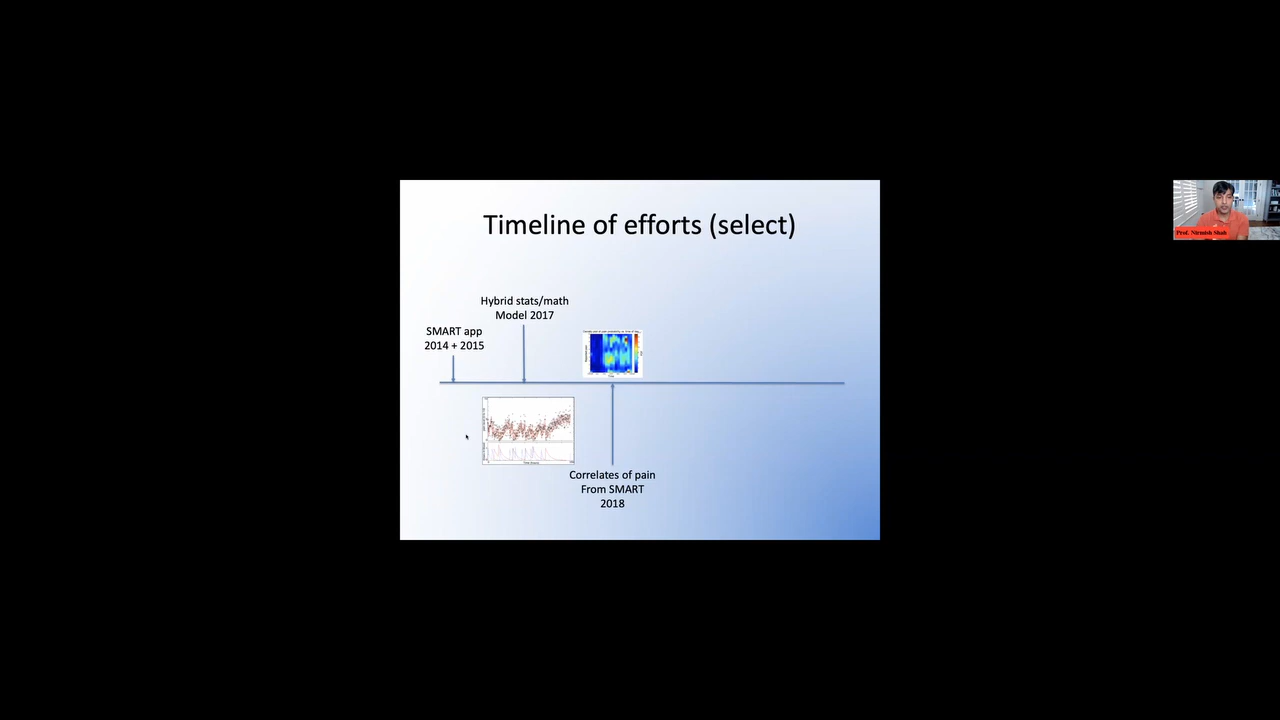 Timeline of efforts (select)
Hybrid stats/math
Model 2017
SMART app
2014 + 2015
Correlates of pain
From SMART
2018
Prof. Nirmish Shah